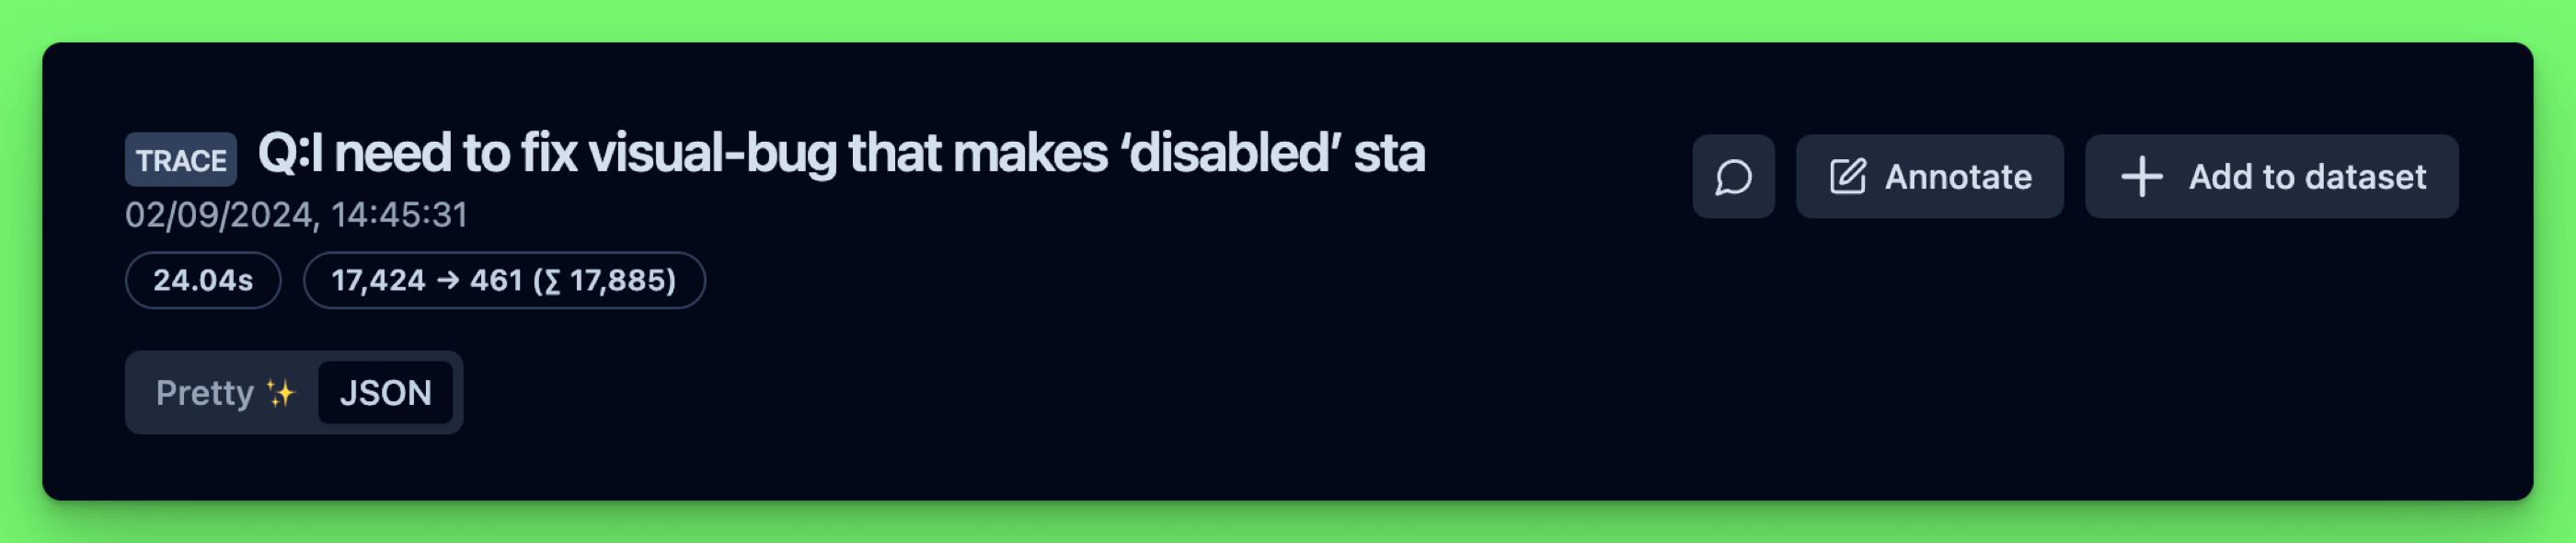 TRACE Q:I need to fix visual-bug that makes ‘disabled’ sta
02/09/2024, 14:45:31
24.04s 17,424 → 461 (∑ 17,885)
Pretty ✨ JSON
Annotate
Add to dataset